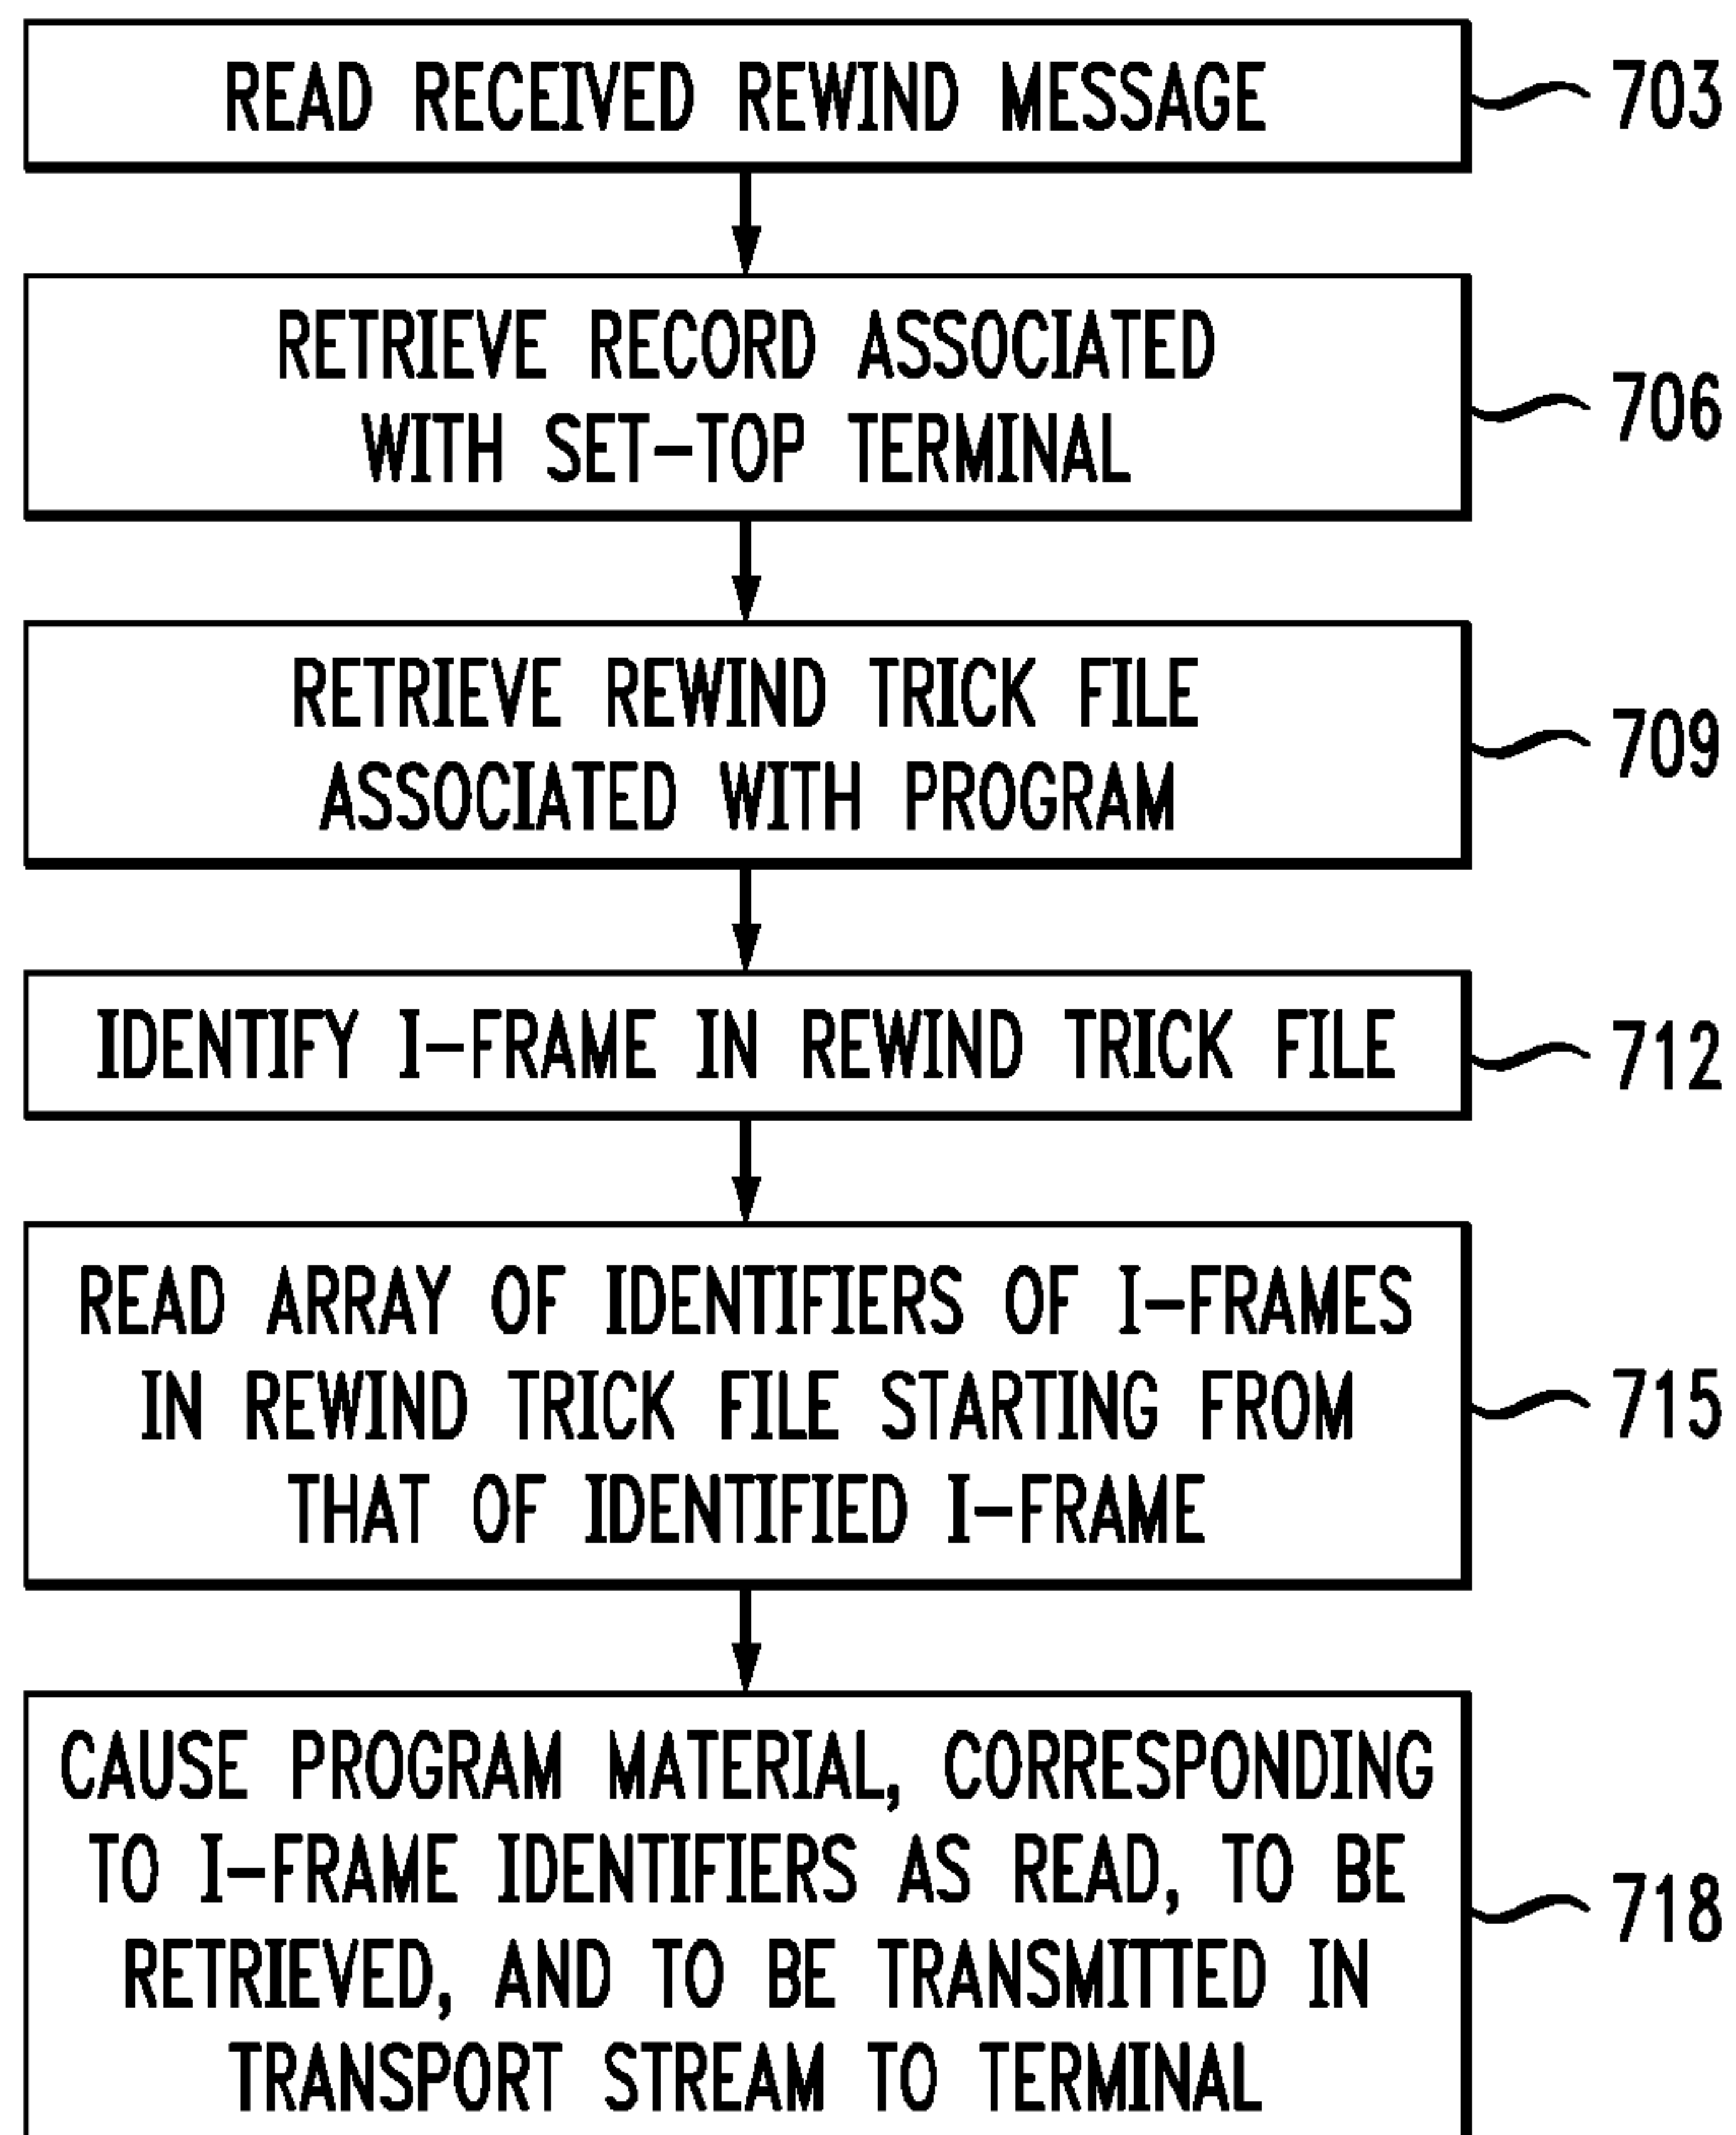 READ RECEIVED REWIND MESSAGE
703
RETRIEVE RECORD ASSOCIATED
WITH SET-TOP TERMINAL
706
RETRIEVE REWIND TRICK FILE
ASSOCIATED WITH PROGRAM
709
IDENTIFY I-FRAME IN REWIND TRICK FILE
712
READ ARRAY OF IDENTIFIERS OF I-FRAMES
IN REWIND TRICK FILE STARTING FROM
THAT OF IDENTIFIED I-FRAME
715
CAUSE PROGRAM MATERIAL, CORRESPONDING
TO I-FRAME IDENTIFIERS AS READ, TO BE
RETRIEVED, AND TO BE TRANSMITTED IN
TRANSPORT STREAM TO TERMINAL
718